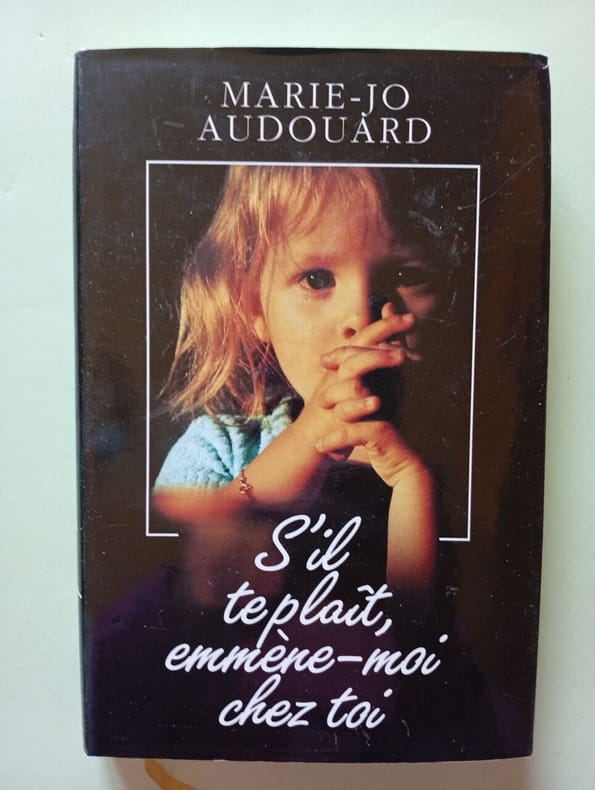 MARIE-JO
AUDOUARD
S'il
te plaît,
emmène-moi
chez toi